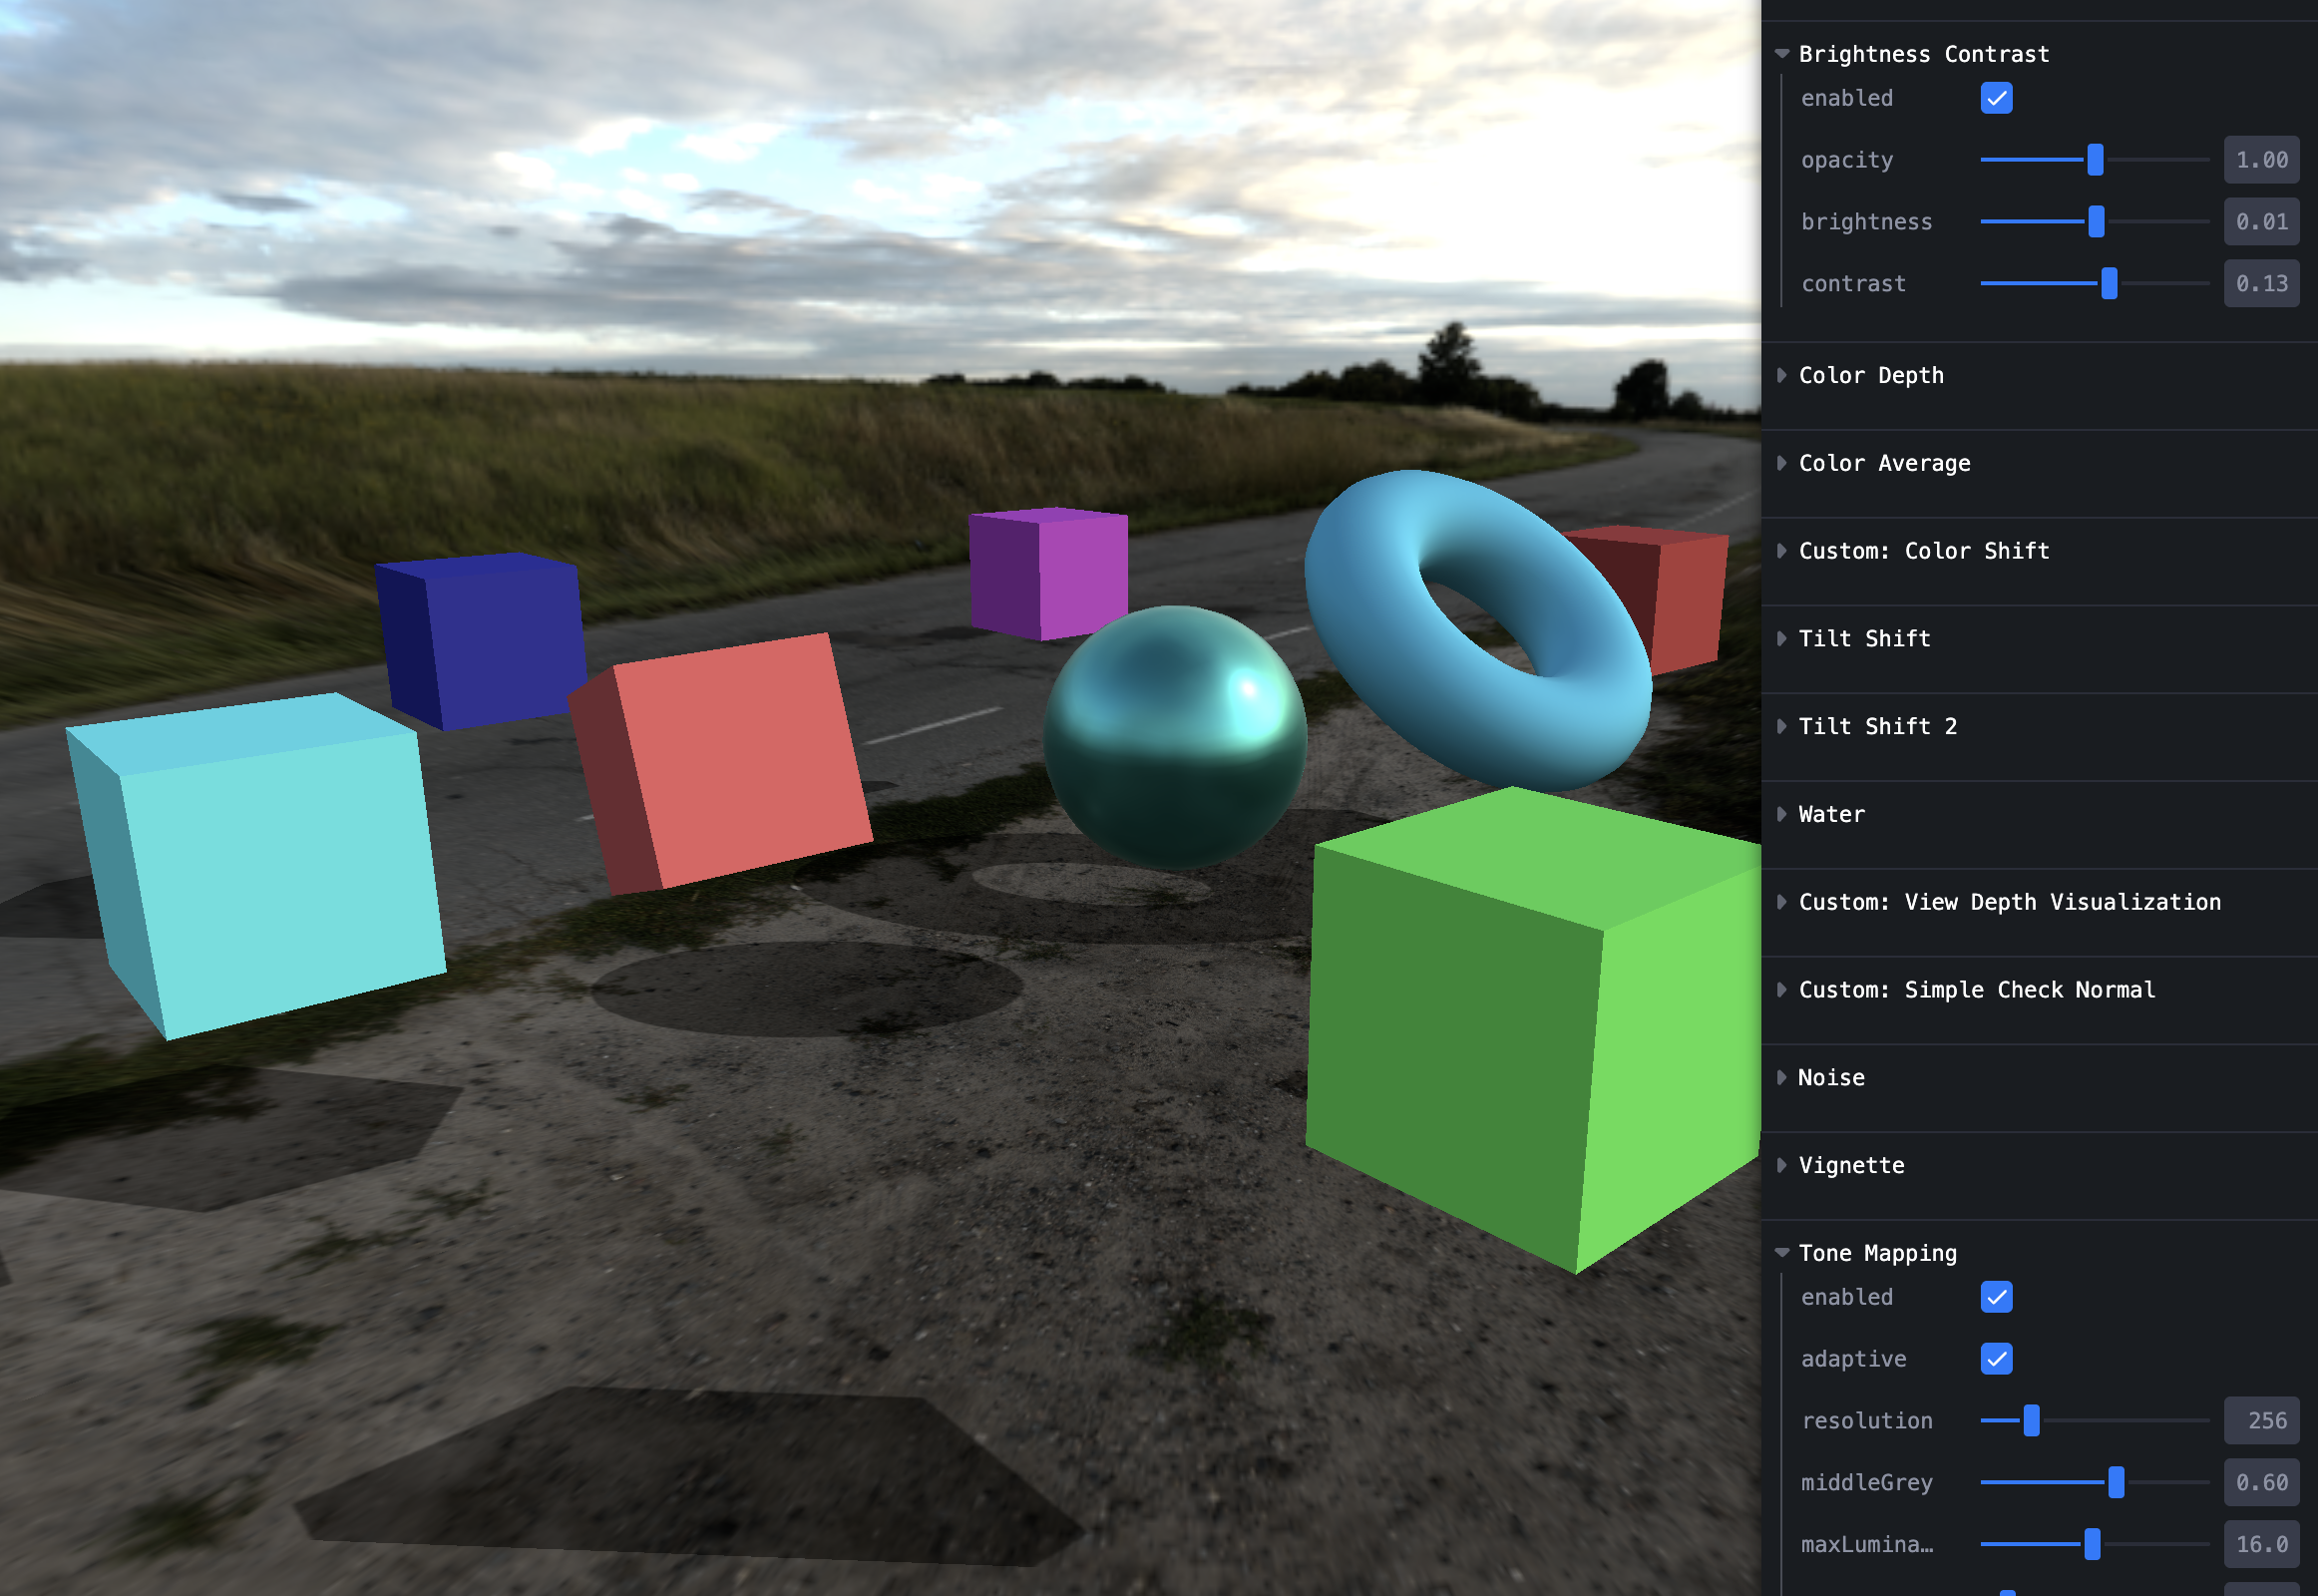 Brightness Contrast
enabled
opacity 1.00
brightness 0.01
contrast 0.13
Color Depth
Color Average
Custom: Color Shift
Tilt Shift
Tilt Shift 2
Water
Custom: View Depth Visualization
Custom: Simple Check Normal
Noise
Vignette
Tone Mapping
enabled
adaptive
resolution 256
middleGrey 0.60
maxLumina… 16.0